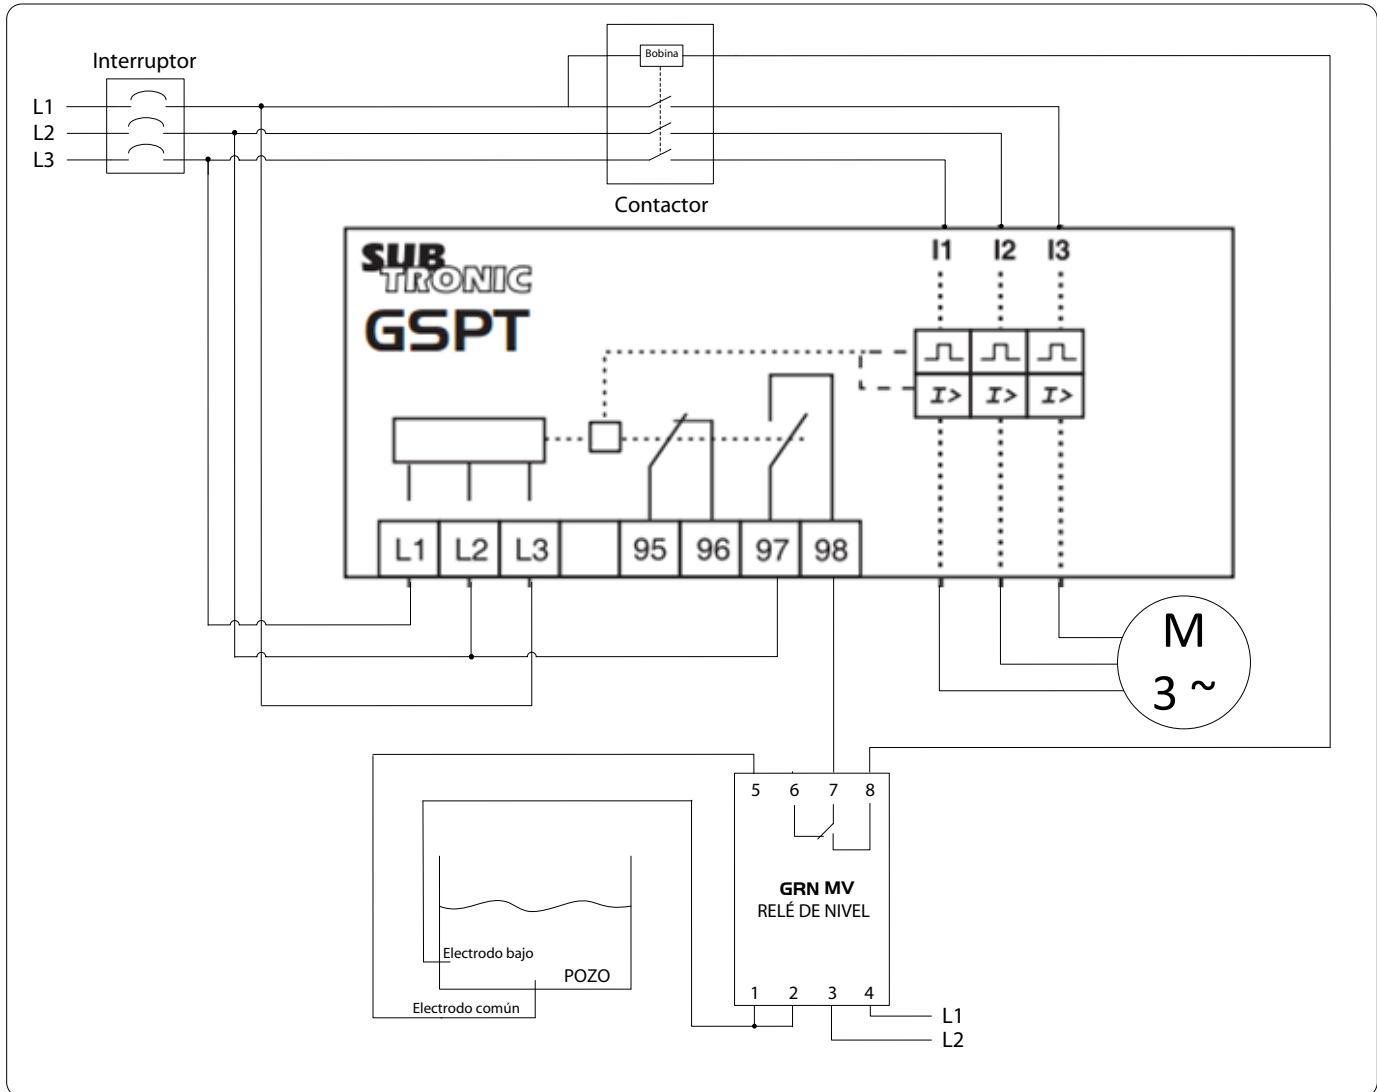 Interruptor
Bobina
L1
L2
L3
Contactor
SUB
TRONIC
GSPT
I1 I2 I3
I> I> I>
L1 L2 L3 95 96 97 98
M
3 ~
5 6 7 8
GRN MV
RELÉ DE NIVEL
Electrodo bajo
POZO
Electrodo común
1 2 3 4
L1
L2